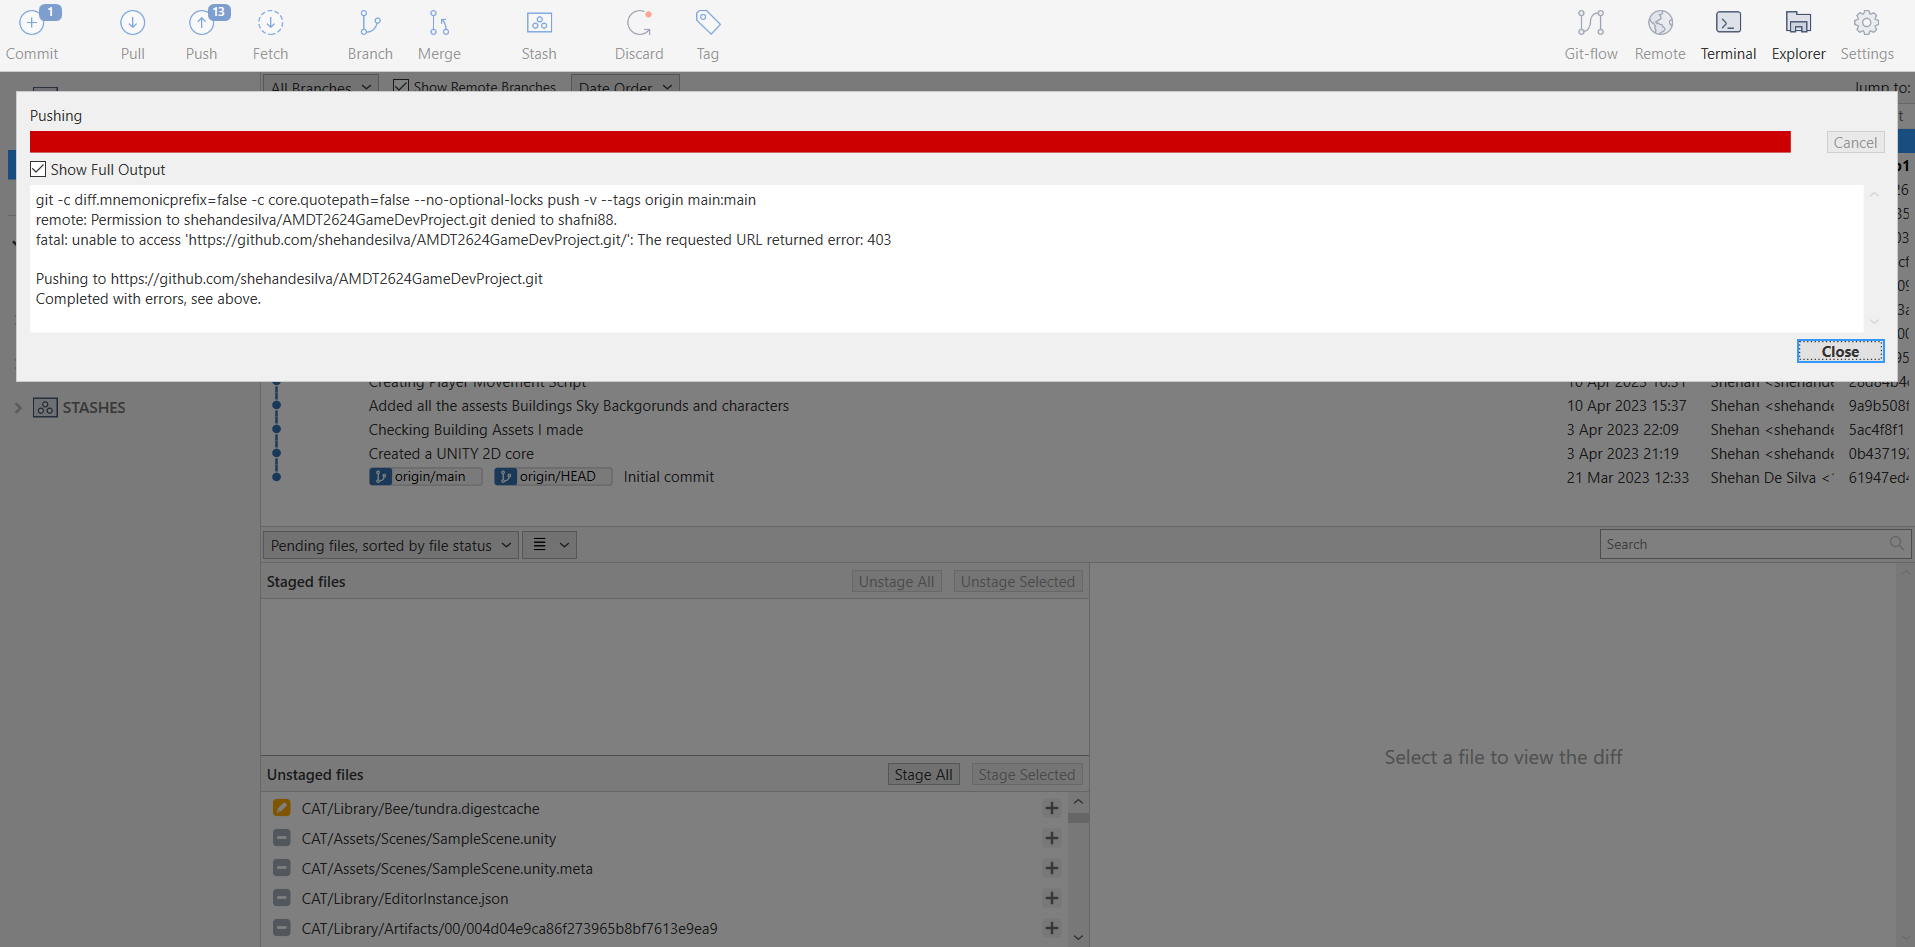 1
13
Commit
Pull
Push
Fetch
Branch
Merge
Stash
Discard
Tag
Git-flow
Remote
Terminal
Explorer
Settings
All Branches
Show Remote Branches
Date Order
Jump to:
Pushing
Cancel
Show Full Output
git -c diff.mnemonicprefix=false -c core.quotepath=false --no-optional-locks push -v --tags origin main:main
remote: Permission to shehandesilva/AMDT2624GameDevProject.git denied to shafni88.
fatal: unable to access 'https://github.com/shehandesilva/AMDT2624GameDevProject.git/': The requested URL returned error: 403
Pushing to https://github.com/shehandesilva/AMDT2624GameDevProject.git
Completed with errors, see above.
Close
Creating Player Movement Script 10 Apr 2023 16:31 Shehan <shehande 28d84b4
STASHES
Added all the assests Buildings Sky Backgorunds and characters 10 Apr 2023 15:37 Shehan <shehande 9a9b508f
Checking Building Assets I made 3 Apr 2023 22:09 Shehan <shehande 5ac4f8f1
Created a UNITY 2D core 3 Apr 2023 21:19 Shehan <shehande 0b437192
origin/main origin/HEAD Initial commit 21 Mar 2023 12:33 Shehan De Silva <1 61947ed4
Pending files, sorted by file status
Search
Staged files
Unstage All
Unstage Selected
Select a file to view the diff
Unstaged files
Stage All
Stage Selected
CAT/Library/Bee/tundra.digestcache
CAT/Assets/Scenes/SampleScene.unity
CAT/Assets/Scenes/SampleScene.unity.meta
CAT/Library/EditorInstance.json
CAT/Library/Artifacts/00/004d04e9ca86f273965b8bf7613e9ea9